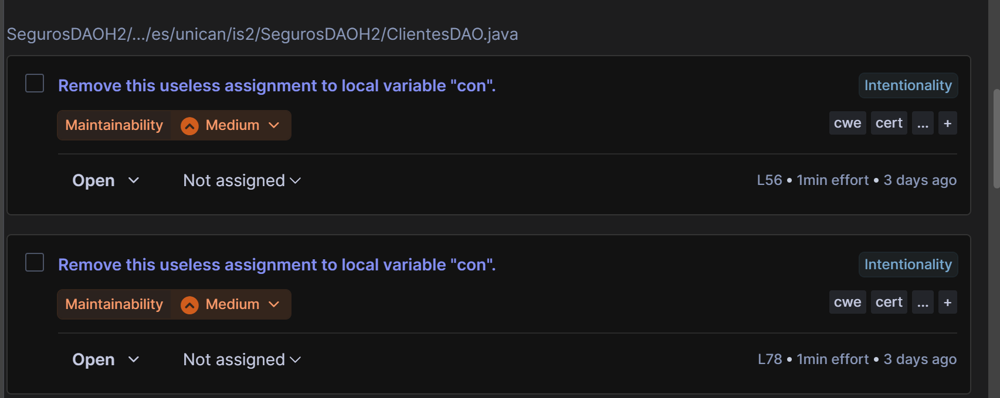 SegurosDAOH2/.../es/unican/is2/SegurosDAOH2/ClientesDAO.java
Remove this useless assignment to local variable "con". Intentionality
Maintainability Medium cwe cert ... +
Open Not assigned L56 • 1min effort • 3 days ago
Remove this useless assignment to local variable "con". Intentionality
Maintainability Medium cwe cert ... +
Open Not assigned L78 • 1min effort • 3 days ago